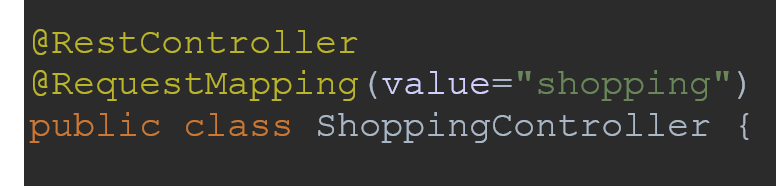 @RestController
@RequestMapping(value="shopping")
public class ShoppingController {